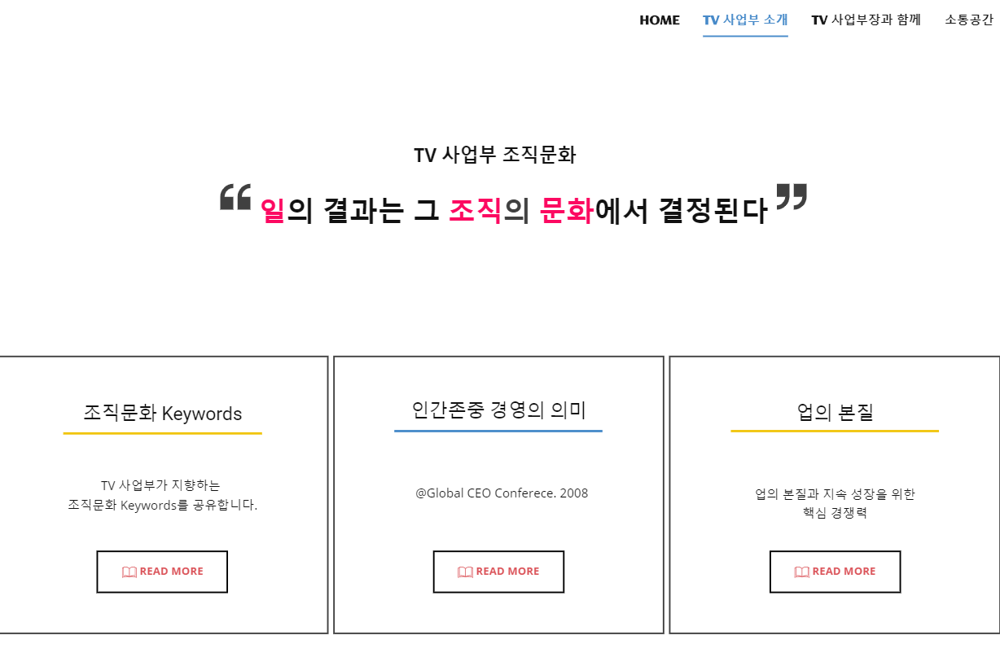 HOME TV 사업부 소개 TV 사업부장과 함께 소통공간
TV 사업부 조직문화
“ 일의 결과는 그 조직의 문화에서 결정된다 ”
조직문화 Keywords
TV 사업부가 지향하는
조직문화 Keywords를 공유합니다.
READ MORE
인간존중 경영의 의미
@Global CEO Conferece. 2008
READ MORE
업의 본질
업의 본질과 지속 성장을 위한
핵심 경쟁력
READ MORE